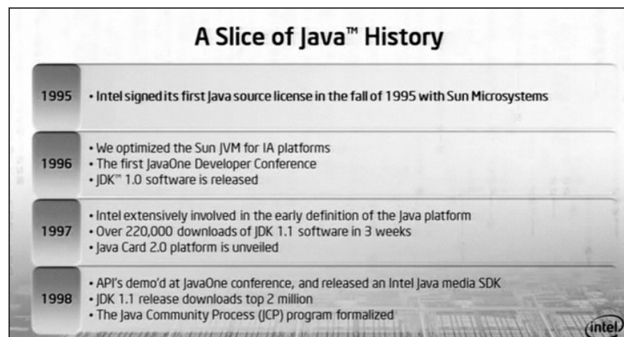 A Slice of Java™ History
1995
• Intel signed its first Java source license in the fall of 1995 with Sun Microsystems
1996
• We optimized the Sun JVM for IA platforms
• The first JavaOne Developer Conference
• JDK™ 1.0 software is released
1997
• Intel extensively involved in the early definition of the Java platform
• Over 220,000 downloads of JDK 1.1 software in 3 weeks
• Java Card 2.0 platform is unveiled
1998
• API's demo'd at JavaOne conference, and released an Intel Java media SDK
• JDK 1.1 release downloads top 2 million
• The Java Community Process (JCP) program formalized
intel